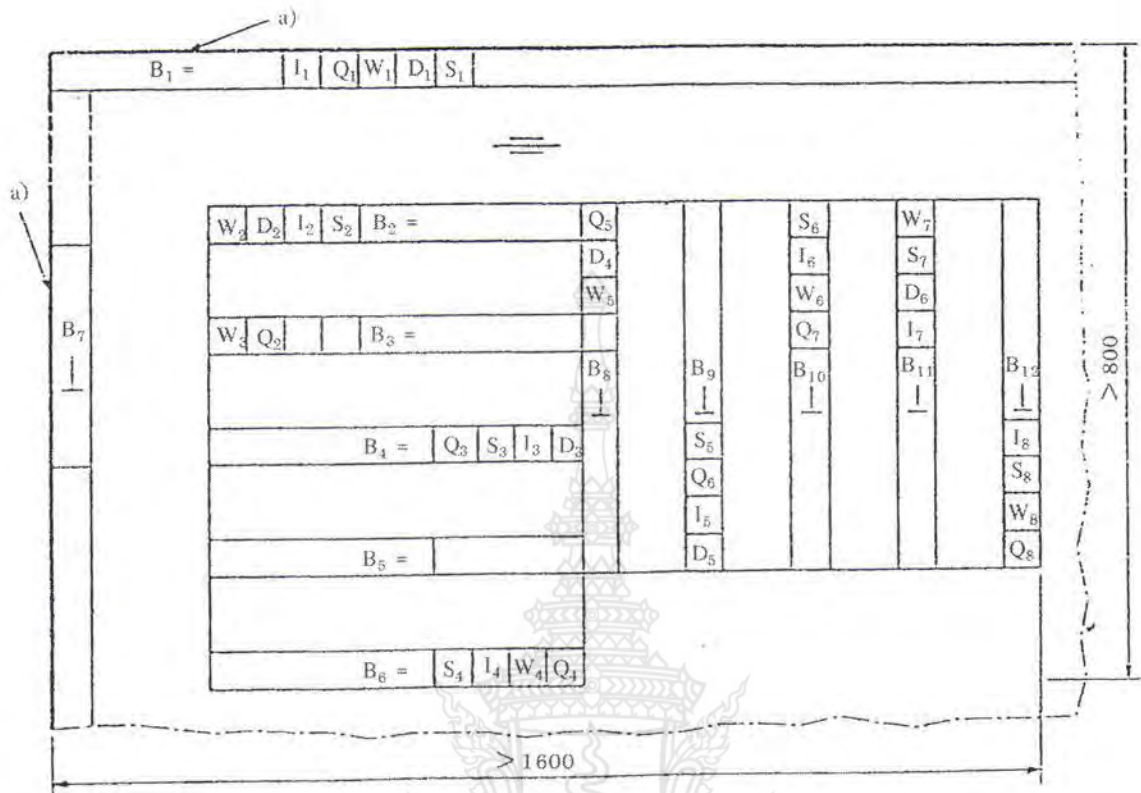 a)
B₁ = I₁ Q₁ W₁ D₁ S₁
a)
W₂ D₂ I₂ S₂ B₂ = Q₅ S₆ W₇
D₄ I₆ S₇
W₅ W₆ D₆
B₇ W₃ Q₂ B₃ = Q₇ I₇
B₈ B₉ B₁₀ B₁₁ B₁₂
> 800
B₄ = Q₃ S₃ I₃ D₃ S₅ I₈
Q₆ S₈
I₅ W₈
B₅ = D₅ Q₈
B₆ = S₄ I₄ W₄ Q₄
> 1600